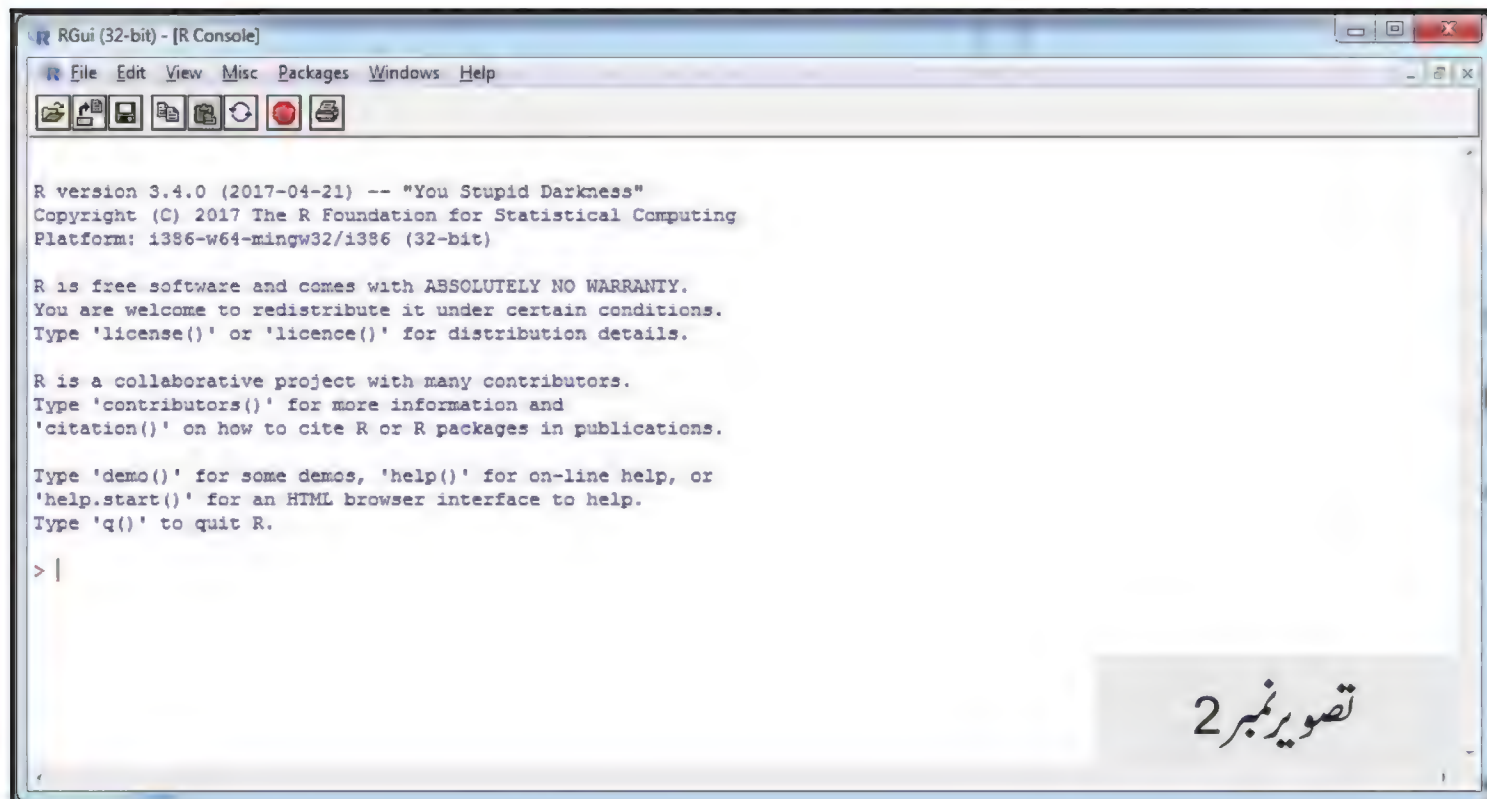 RGui (32-bit) - [R Console]
File Edit View Misc Packages Windows Help
R version 3.4.0 (2017-04-21) -- "You Stupid Darkness"
Copyright (C) 2017 The R Foundation for Statistical Computing
Platform: i386-w64-mingw32/i386 (32-bit)
R is free software and comes with ABSOLUTELY NO WARRANTY.
You are welcome to redistribute it under certain conditions.
Type 'license()' or 'licence()' for distribution details.
R is a collaborative project with many contributors.
Type 'contributors()' for more information and
'citation()' on how to cite R or R packages in publications.
Type 'demo()' for some demos, 'help()' for on-line help, or
'help.start()' for an HTML browser interface to help.
Type 'q()' to quit R.
>
تصویر نمبر 2